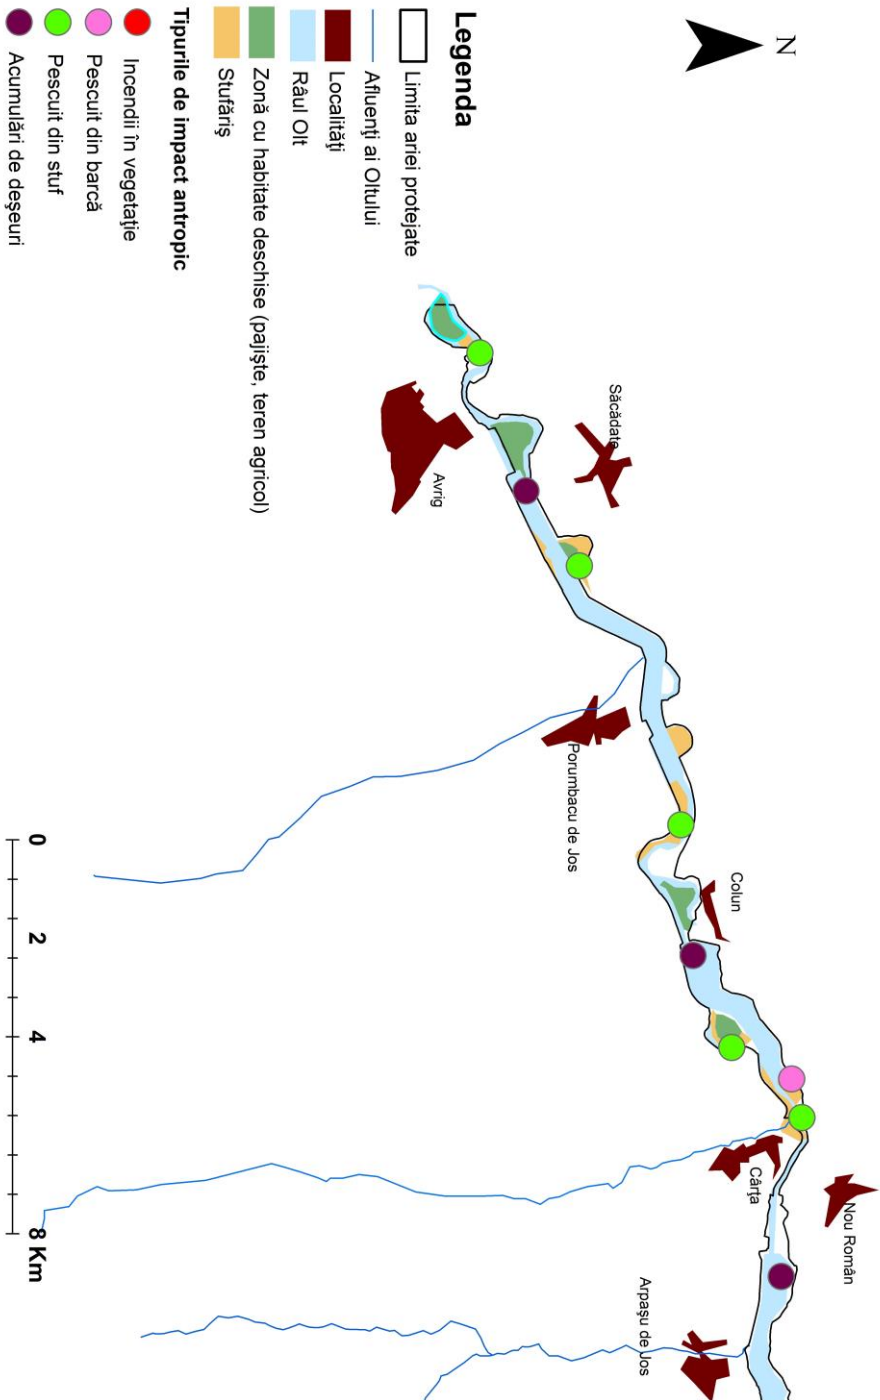 N
Legenda
Limita ariei protejate
Afluenți ai Oltului
Localități
Râul Olt
Zonă cu habitate deschise (pajiște, teren agricol)
Stufăriș
Tipurile de impact antropic
Incendii în vegetație
Pescuit din barcă
Pescuit din stuf
Acumulări de deșeuri
Săcădate
Avrig
Porumbacu de Jos
Colun
Cârța
Nou Român
Arpașu de Jos
0 2 4 8 Km